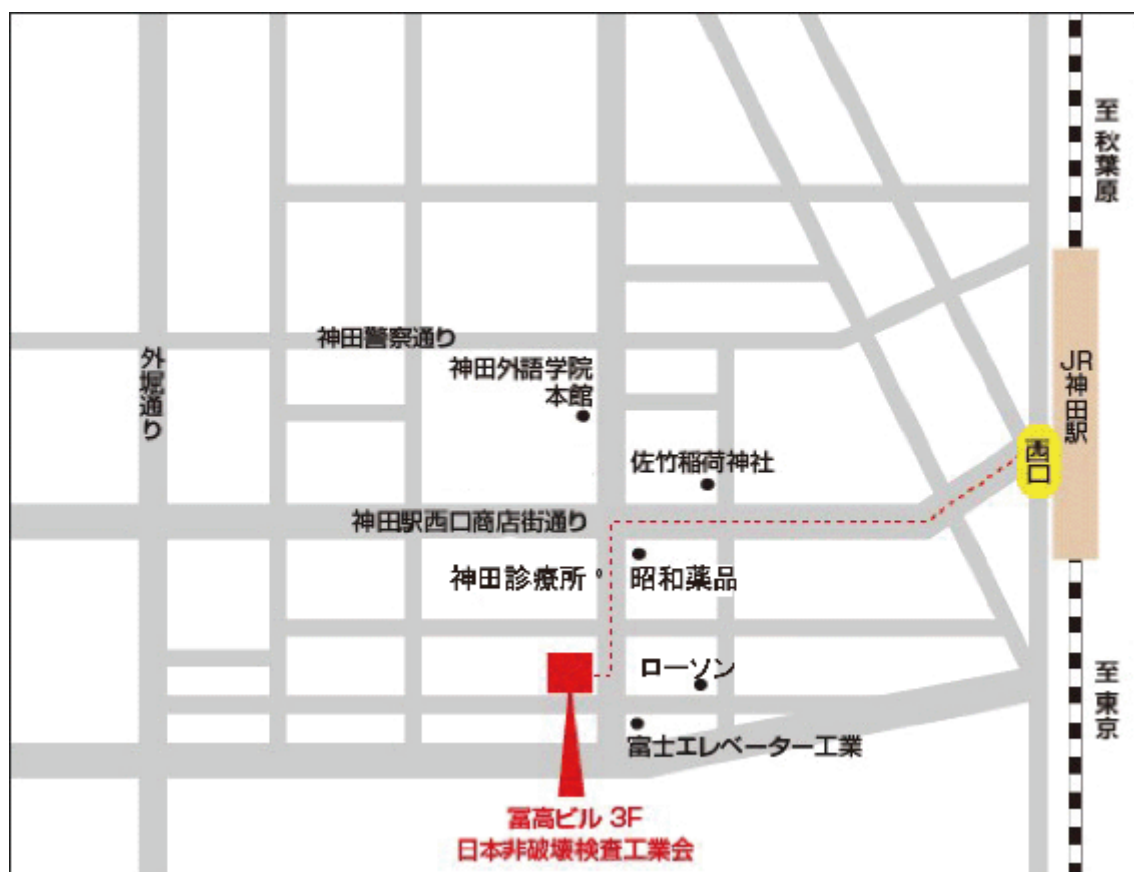 至 秋葉原
神田警察通り
外堀通り
神田外語学院
本館
JR神田駅
西口
佐竹稲荷神社
神田駅西口商店街通り
神田診療所
昭和薬品
ローソン
至 東京
富士エレベーター工業
冨高ビル 3F
日本非破壊検査工業会